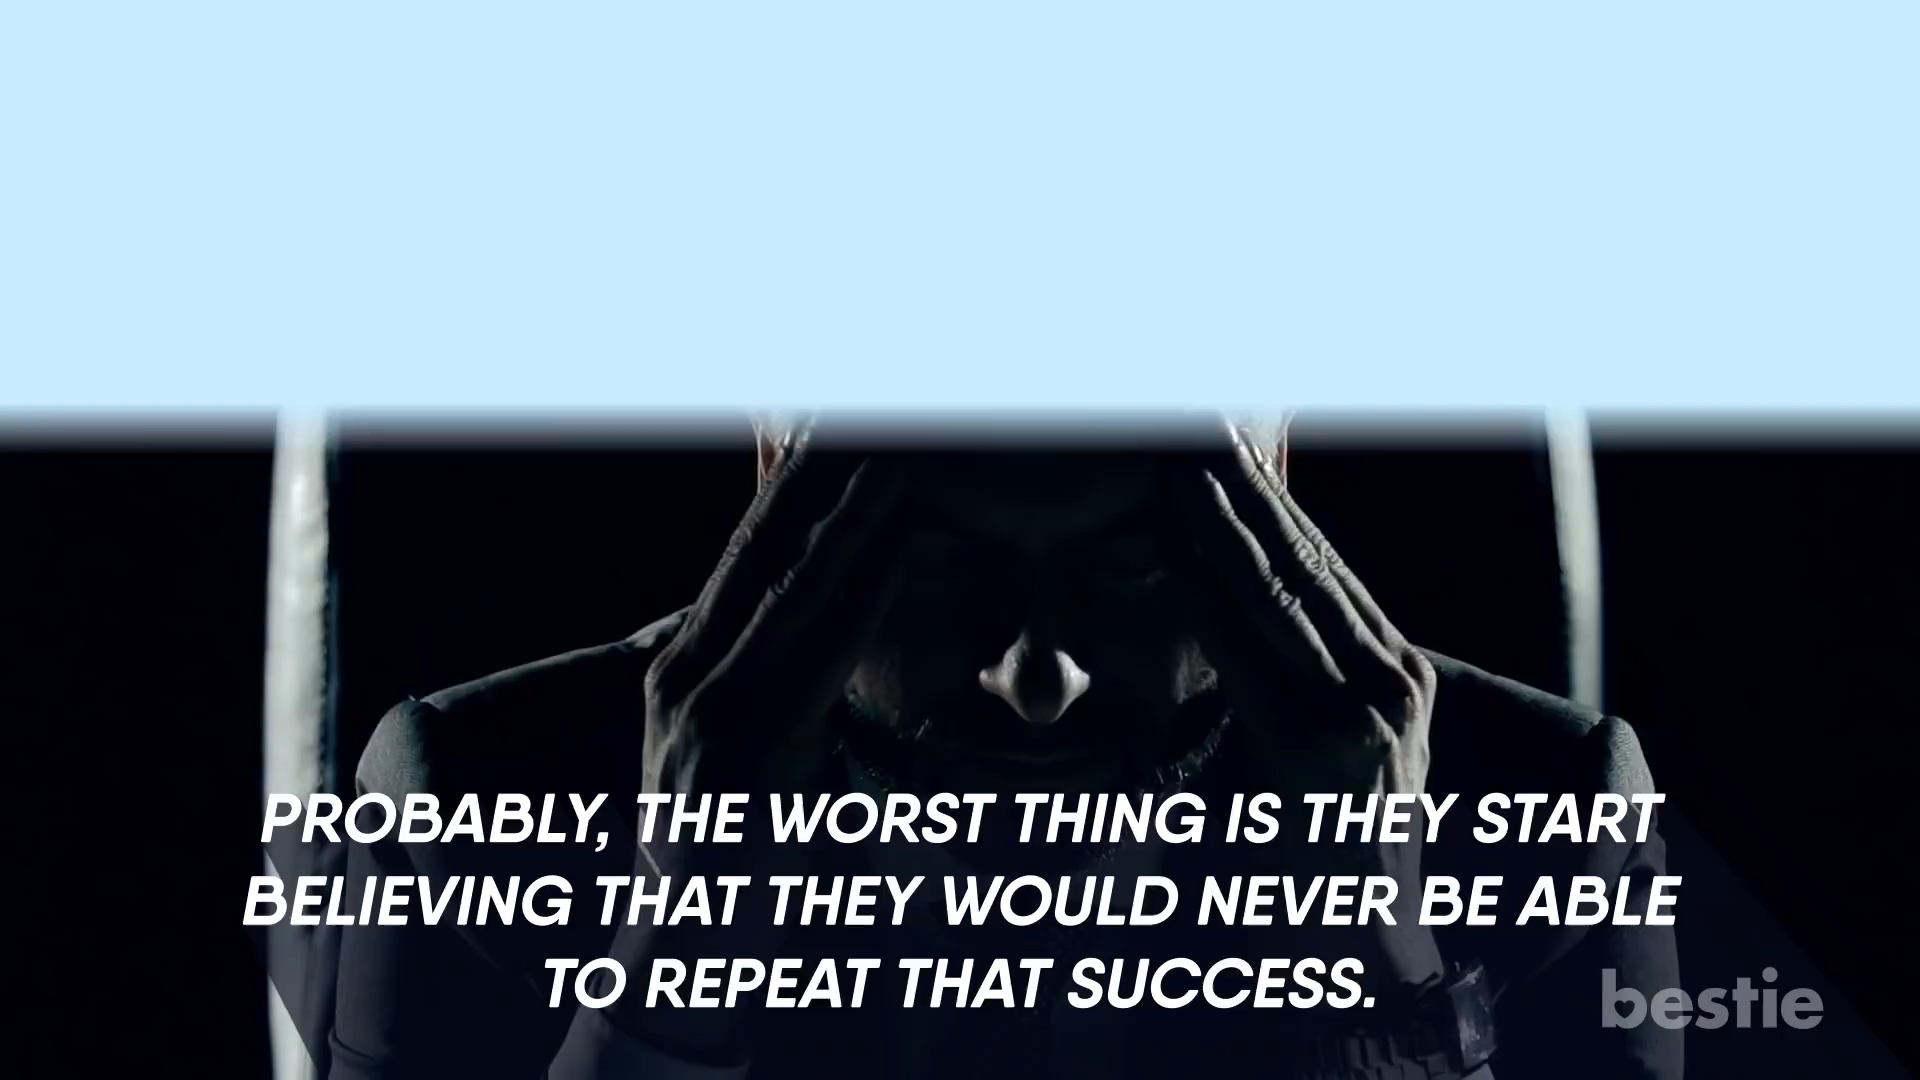 PROBABLY, THE WORST THING IS THEY START
BELIEVING THAT THEY WOULD NEVER BE ABLE
TO REPEAT THAT SUCCESS.
bestie